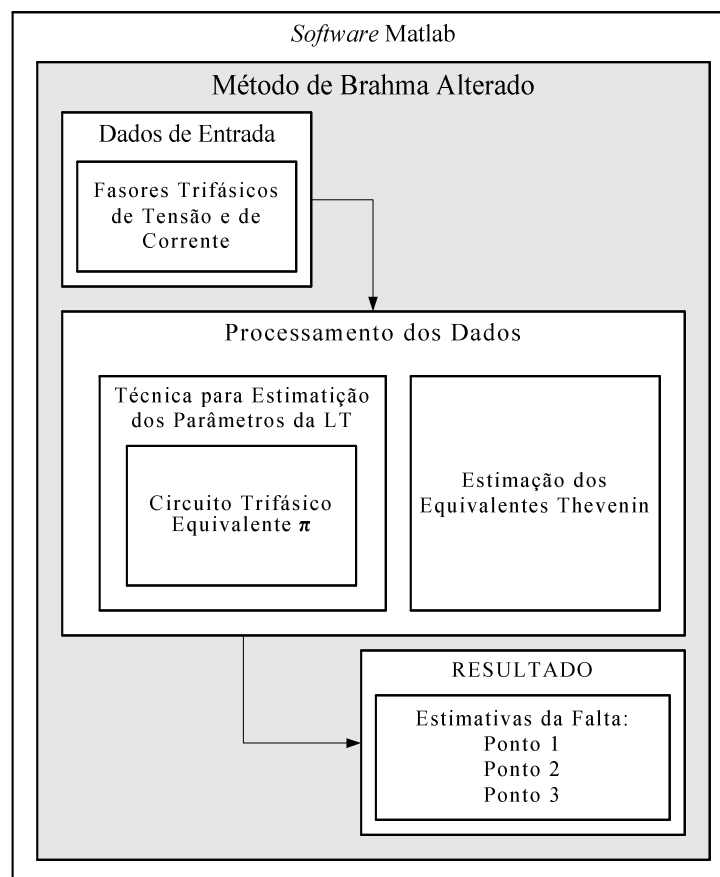 Software Matlab
Método de Brahma Alterado
Dados de Entrada
Fasores Trifásicos
de Tensão e de
Corrente
Processamento dos Dados
Técnica para Estimatição
dos Parâmetros da LT
Circuito Trifásico
Equivalente π
Estimação dos
Equivalentes Thevenin
RESULTADO
Estimativas da Falta:
Ponto 1
Ponto 2
Ponto 3